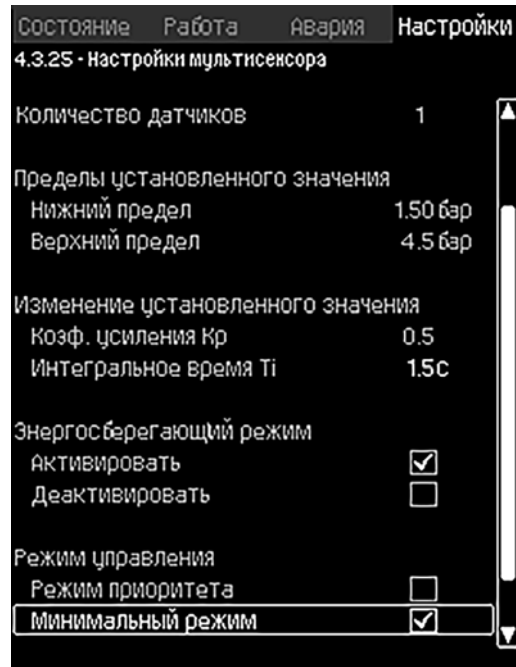 Состояние Работа Авария Настройки
4.3.25 - Настройки мультисенсора
Количество датчиков 1
Пределы установленного значения
Нижний предел 1.50 бар
Верхний предел 4.5 бар
Изменение установленного значения
Коэф. усиления Kp 0.5
Интегральное время Ti 1.5с
Энергосберегающий режим
Активировать
Деактивировать
Режим управления
Режим приоритета
Минимальный режим